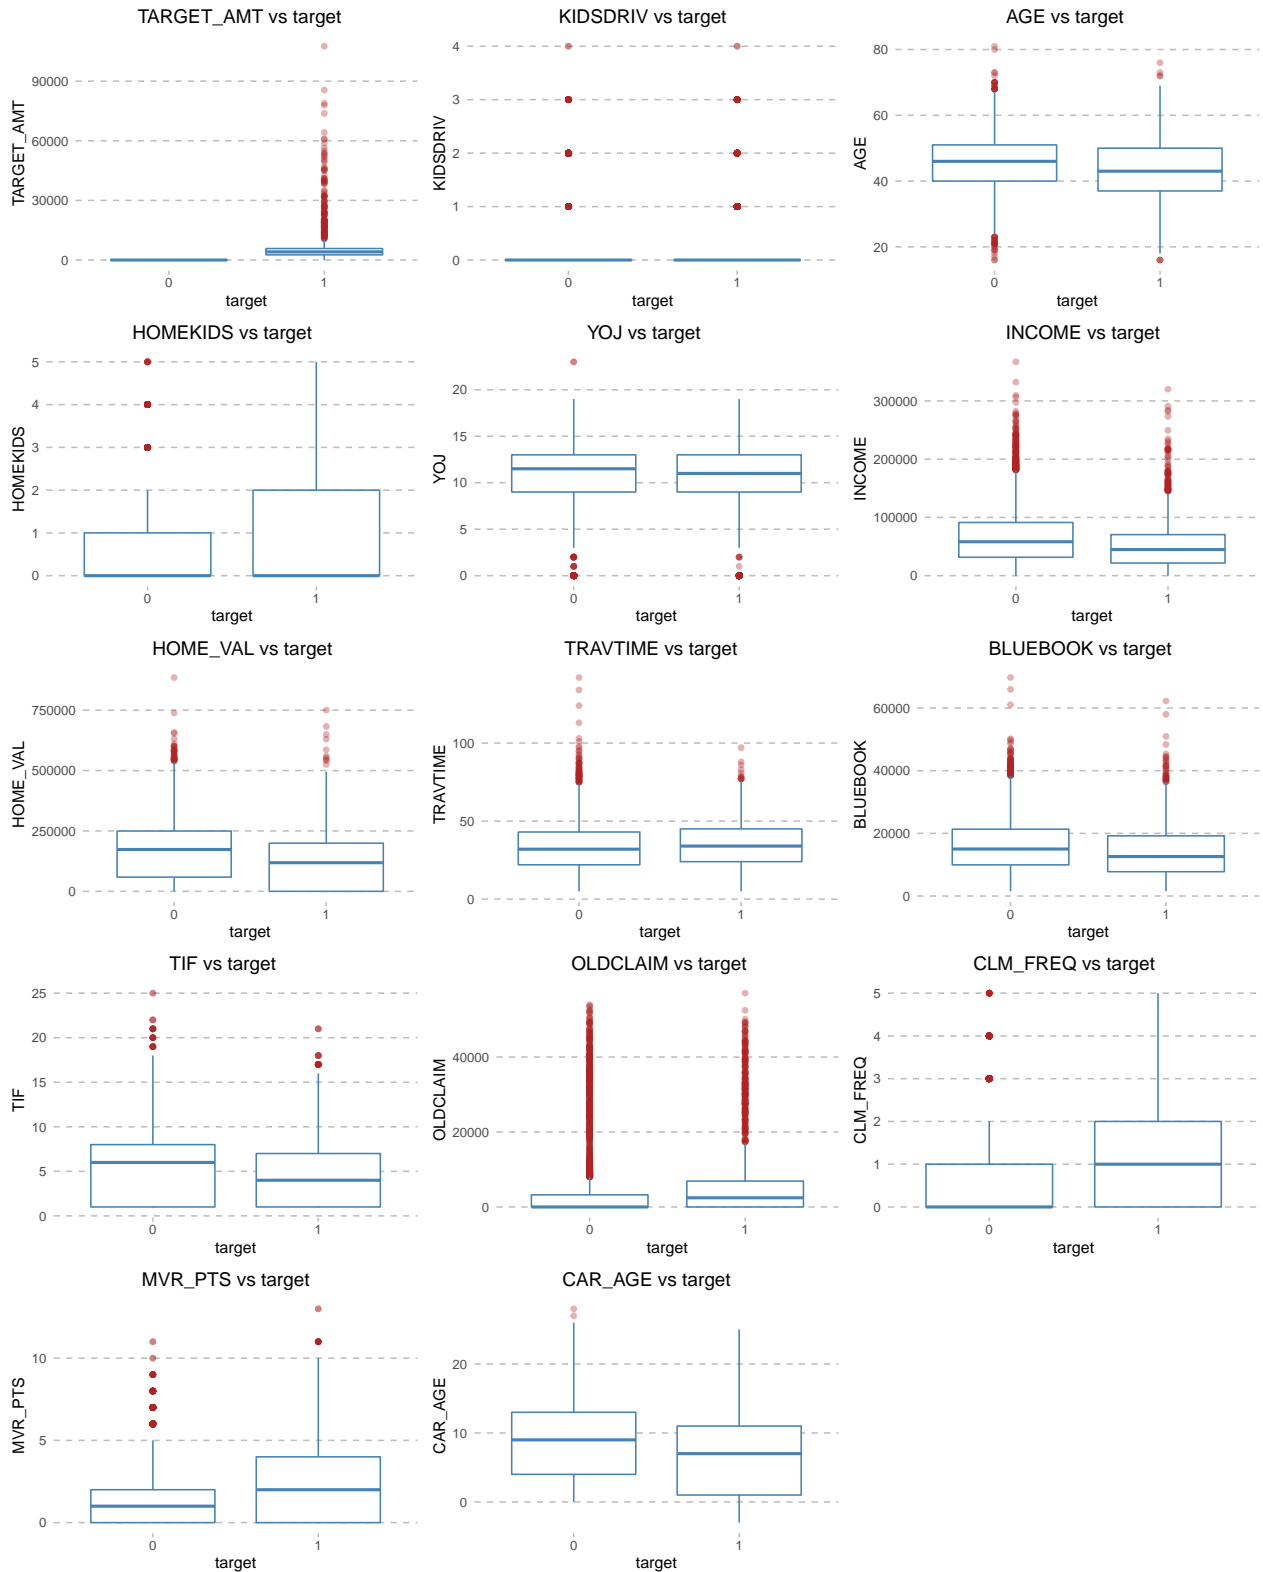 TARGET_AMT vs target
TARGET_AMT
90000
60000
30000
0
0 1
target
KIDSDRIV vs target
KIDSDRIV
4
3
2
1
0
0 1
target
AGE vs target
AGE
80
60
40
20
0 1
target
HOMEKIDS vs target
HOMEKIDS
5
4
3
2
1
0
0 1
target
YOJ vs target
YOJ
20
15
10
5
0
0 1
target
INCOME vs target
INCOME
300000
200000
100000
0
0 1
target
HOME_VAL vs target
HOME_VAL
750000
500000
250000
0
0 1
target
TRAVTIME vs target
TRAVTIME
100
50
0
0 1
target
BLUEBOOK vs target
BLUEBOOK
60000
40000
20000
0
0 1
target
TIF vs target
TIF
25
20
15
10
5
0
0 1
target
OLDCLAIM vs target
OLDCLAIM
40000
20000
0
0 1
target
CLM_FREQ vs target
CLM_FREQ
5
4
3
2
1
0
0 1
target
MVR_PTS vs target
MVR_PTS
10
5
0
0 1
target
CAR_AGE vs target
CAR_AGE
20
10
0
0 1
target